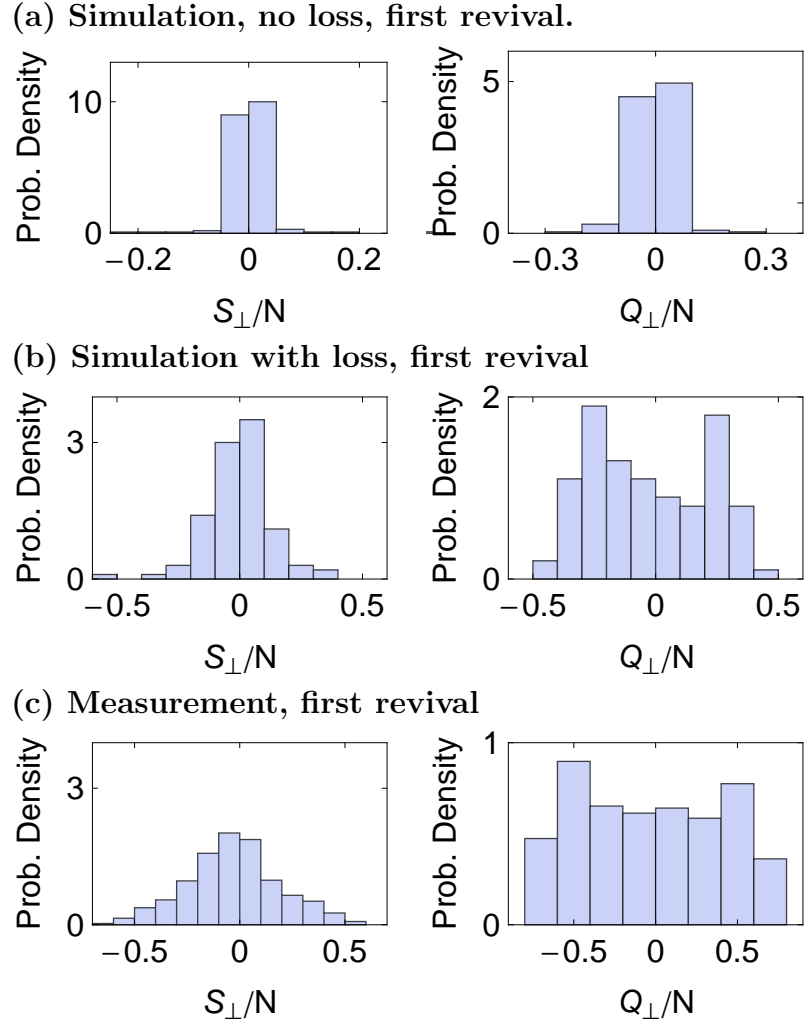 (a) Simulation, no loss, first revival.
Prob. Density
10
0
−0.2 0 0.2
S⊥/N
Prob. Density
5
0
−0.3 0 0.3
Q⊥/N
(b) Simulation with loss, first revival
Prob. Density
3
0
−0.5 0 0.5
S⊥/N
Prob. Density
2
1
0
−0.5 0 0.5
Q⊥/N
(c) Measurement, first revival
Prob. Density
3
0
−0.5 0 0.5
S⊥/N
Prob. Density
1
0
−0.5 0 0.5
Q⊥/N